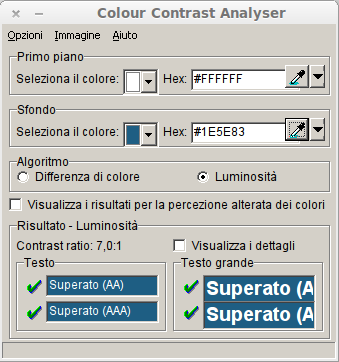 Colour Contrast Analyser
Opzioni Immagine Aiuto
Primo piano
Seleziona il colore: Hex: #FFFFFF
Sfondo
Seleziona il colore: Hex: #1E5E83
Algoritmo
Differenza di colore Luminosità
Visualizza i risultati per la percezione alterata dei colori
Risultato - Luminosità
Contrast ratio: 7,0:1 Visualizza i dettagli
Testo Testo grande
Superato (AA) Superato (A
Superato (AAA) Superato (A